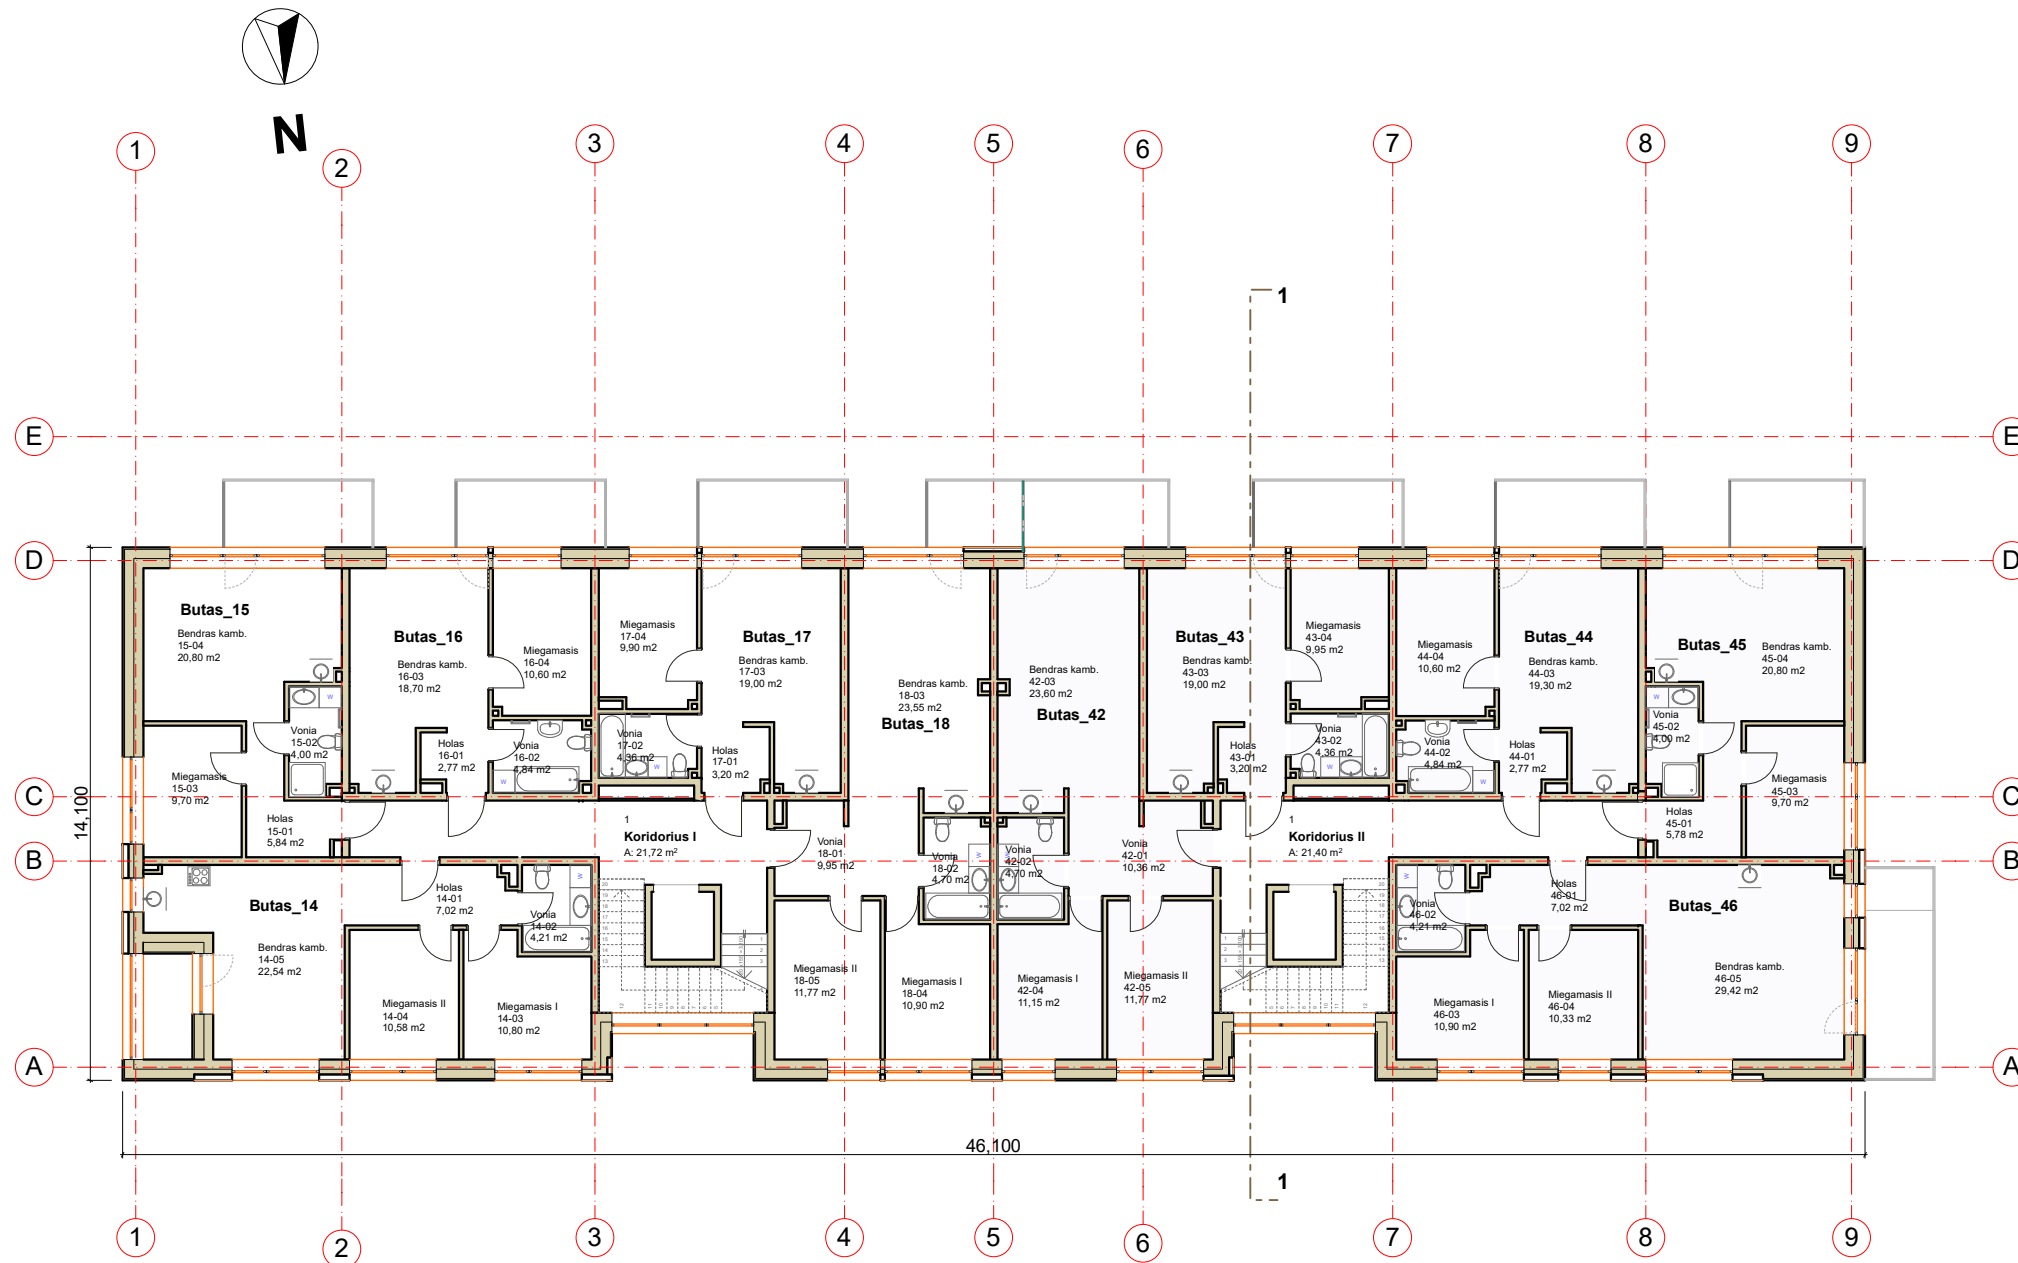 N
1
2
3
4
5
6
7
8
9
1
E
E
D
D
Butas_15
Bendras kamb.
15-04
20,80 m2
Butas_16
Bendras kamb.
16-03
18,70 m2
Miegamasis
16-04
10,60 m2
Miegamasis
17-04
9,90 m2
Butas_17
Bendras kamb.
17-03
19,00 m2
Bendras kamb.
18-03
23,55 m2
Butas_18
Bendras kamb.
42-03
23,60 m2
Butas_42
Butas_43
Bendras kamb.
43-03
19,00 m2
Miegamasis
43-04
9,95 m2
Miegamasis
44-04
10,60 m2
Butas_44
Bendras kamb.
44-03
19,30 m2
Butas_45
Bendras kamb.
45-04
20,80 m2
Vonia
15-02
4,00 m2
W
Miegamasis
15-03
9,70 m2
Holas
15-01
5,84 m2
Holas
16-01
2,77 m2
Vonia
16-02
4,84 m2
W
Vonia
17-02
4,36 m2
W
Holas
17-01
3,20 m2
Holas
43-01
3,20 m2
Vonia
43-02
4,36 m2
W
Vonia
44-02
4,84 m2
W
Holas
44-01
2,77 m2
Vonia
45-02
4,00 m2
W
Miegamasis
45-03
9,70 m2
Holas
45-01
5,78 m2
C
C
14,100
1
Koridorius I
A: 21,72 m²
Vonia
18-01
9,95 m2
Vonia
18-02
4,70 m2
W
Vonia
42-02
4,70 m2
W
Vonia
42-01
10,36 m2
1
Koridorius II
A: 21,40 m²
B
B
Butas_14
Bendras kamb.
14-05
22,54 m2
Holas
14-01
7,02 m2
Vonia
14-02
4,21 m2
W
Miegamasis II
14-04
10,58 m2
Miegamasis I
14-03
10,80 m2
Miegamasis II
18-05
11,77 m2
Miegamasis I
18-04
10,90 m2
Miegamasis I
42-04
11,15 m2
Miegamasis II
42-05
11,77 m2
Vonia
46-02
4,21 m2
W
Holas
46-01
7,02 m2
Butas_46
Bendras kamb.
46-05
29,42 m2
Miegamasis I
46-03
10,90 m2
Miegamasis II
46-04
10,33 m2
A
A
46,100
1
1
2
3
4
5
6
7
8
9